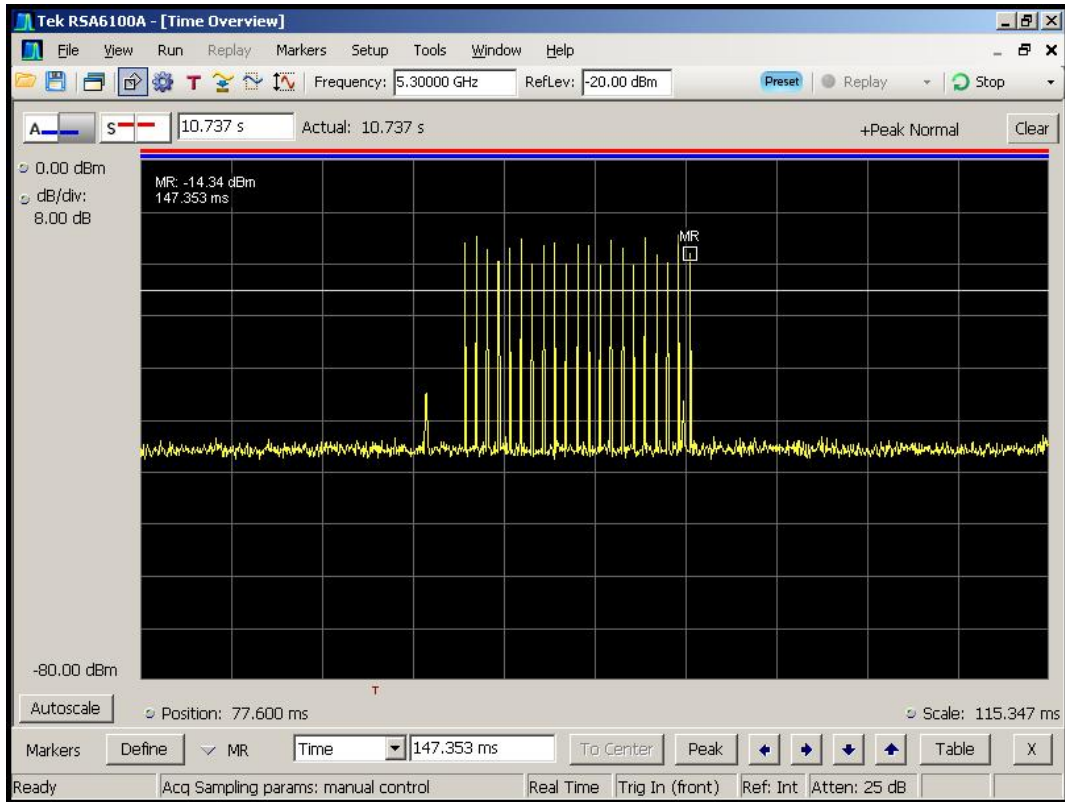 Tek RSA6100A - [Time Overview]
File View Run Replay Markers Setup Tools Window Help
T Frequency: 5.30000 GHz RefLev: -20.00 dBm Preset Replay Stop
A S 10.737 s Actual: 10.737 s +Peak Normal Clear
0.00 dBm
dB/div:
8.00 dB
MR: -14.34 dBm
147.353 ms
MR
-80.00 dBm
T
Autoscale Position: 77.600 ms Scale: 115.347 ms
Markers Define MR Time 147.353 ms To Center Peak Table X
Ready Acq Sampling params: manual control Real Time Trig In (front) Ref: Int Atten: 25 dB